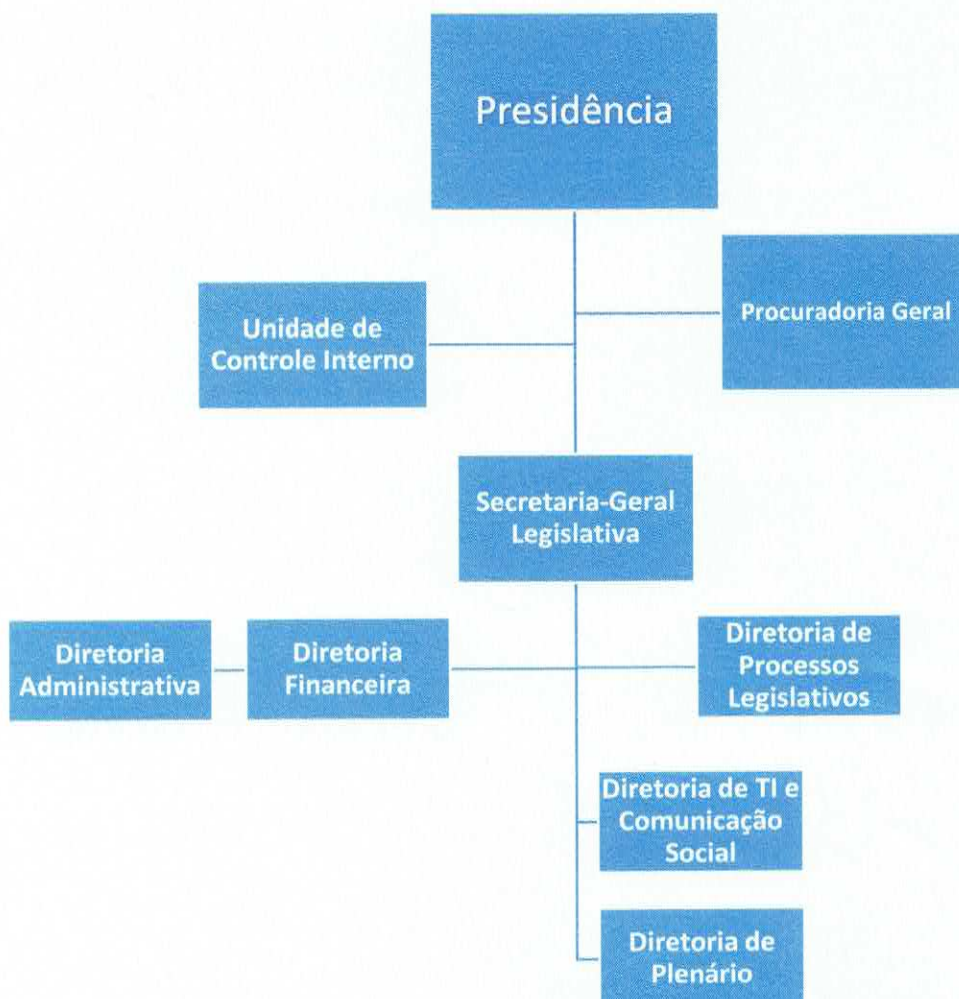 Presidência
Procuradoria Geral
Unidade de
Controle Interno
Secretaria-Geral
Legislativa
Diretoria
Administrativa
Diretoria
Financeira
Diretoria de
Processos
Legislativos
Diretoria de TI e
Comunicação
Social
Diretoria de
Plenário